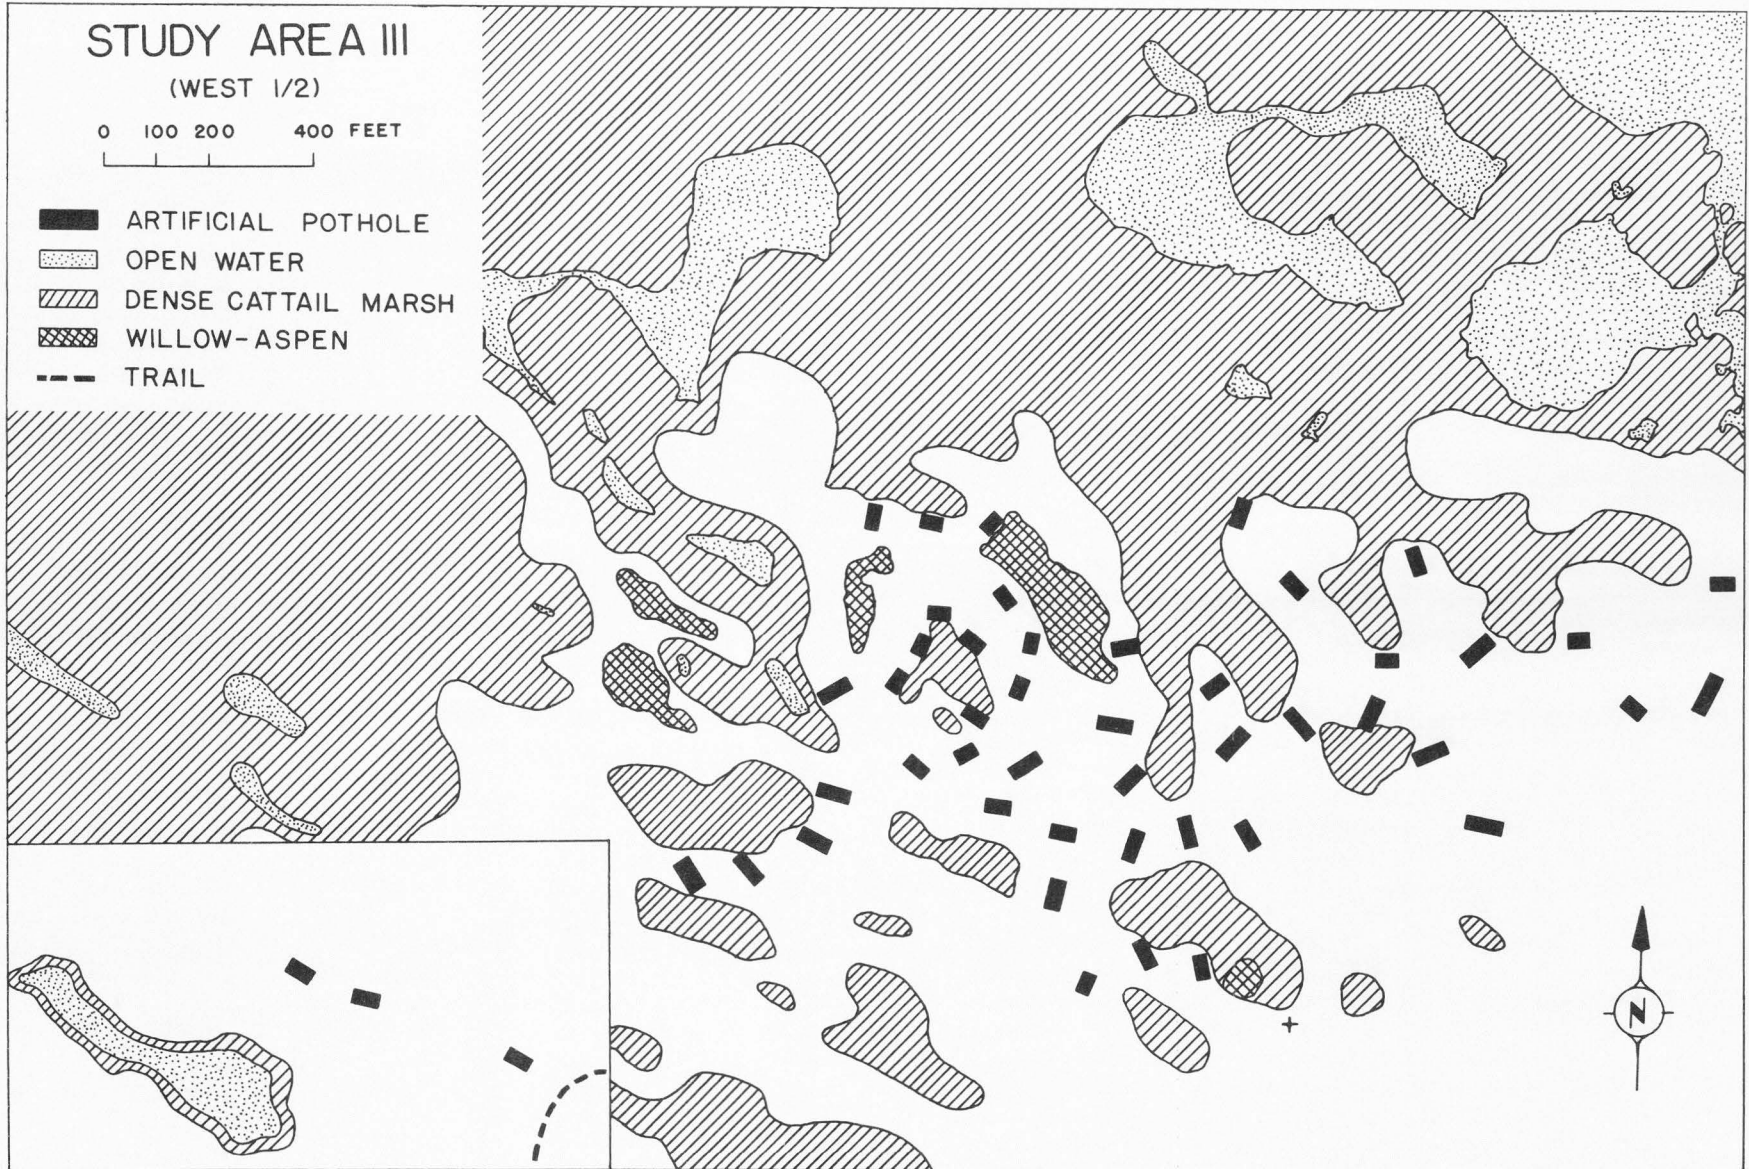 STUDY AREA III
(WEST 1/2)
0 100 200 400 FEET
ARTIFICIAL POTHOLE
OPEN WATER
DENSE CATTAIL MARSH
WILLOW-ASPEN
TRAIL
N